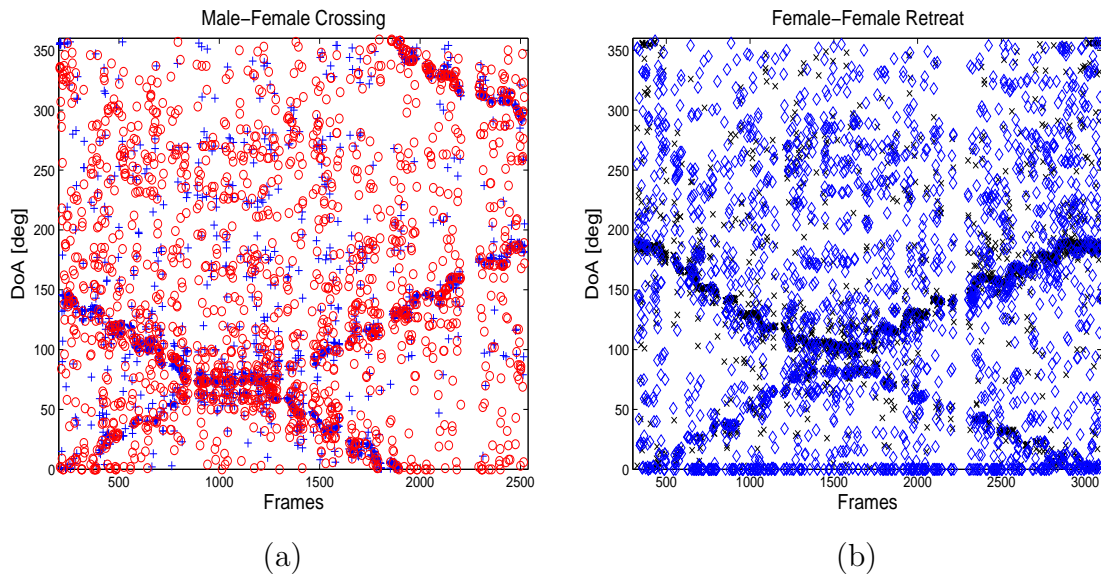 Male−Female Crossing
350
300
250
200
150
100
50
0
DoA [deg]
500 1000 1500 2000 2500
Frames
(a)
Female−Female Retreat
350
300
250
200
150
100
50
0
DoA [deg]
500 1000 1500 2000 2500 3000
Frames
(b)